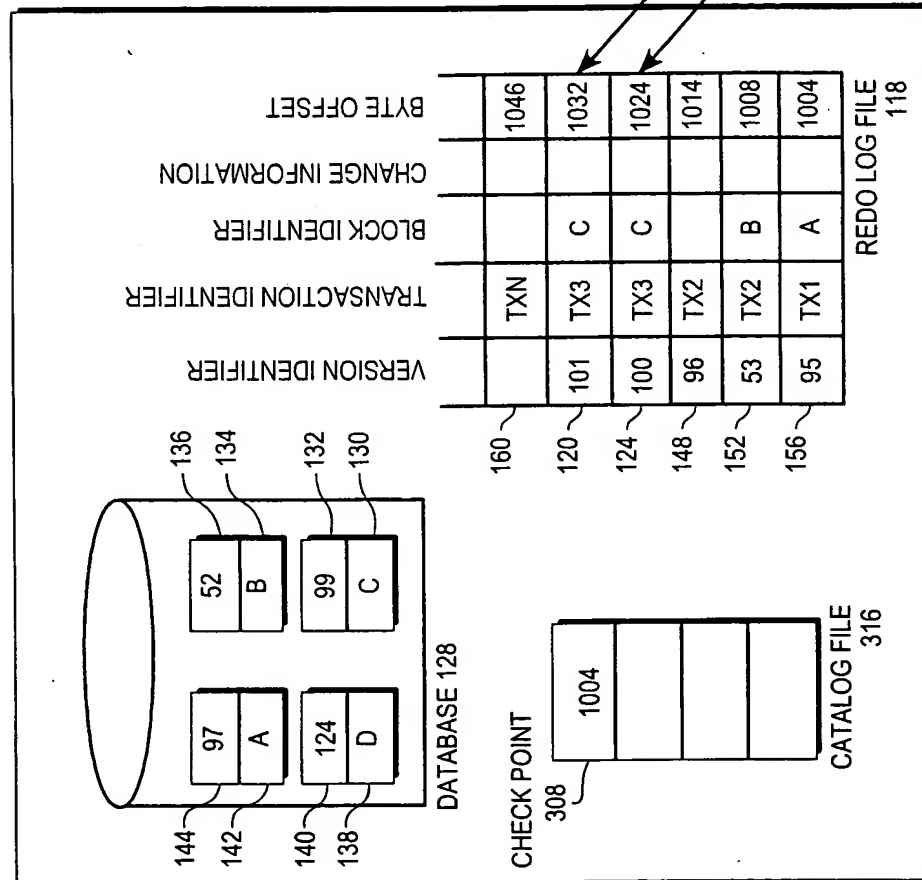 136
134
132
130
52
B
99
C
97
A
124
D
144
142
140
138
DATABASE 128
CHECK POINT
308
1004
CATALOG FILE
316
VERSION IDENTIFIER
TRANSACTION IDENTIFIER
BLOCK IDENTIFIER
CHANGE INFORMATION
BYTE OFFSET
160 TXN 1046
120 101 TX3 C 1032
124 100 TX3 C 1024
148 96 TX2 1014
152 53 TX2 B 1008
156 95 TX1 A 1004
REDO LOG FILE
118